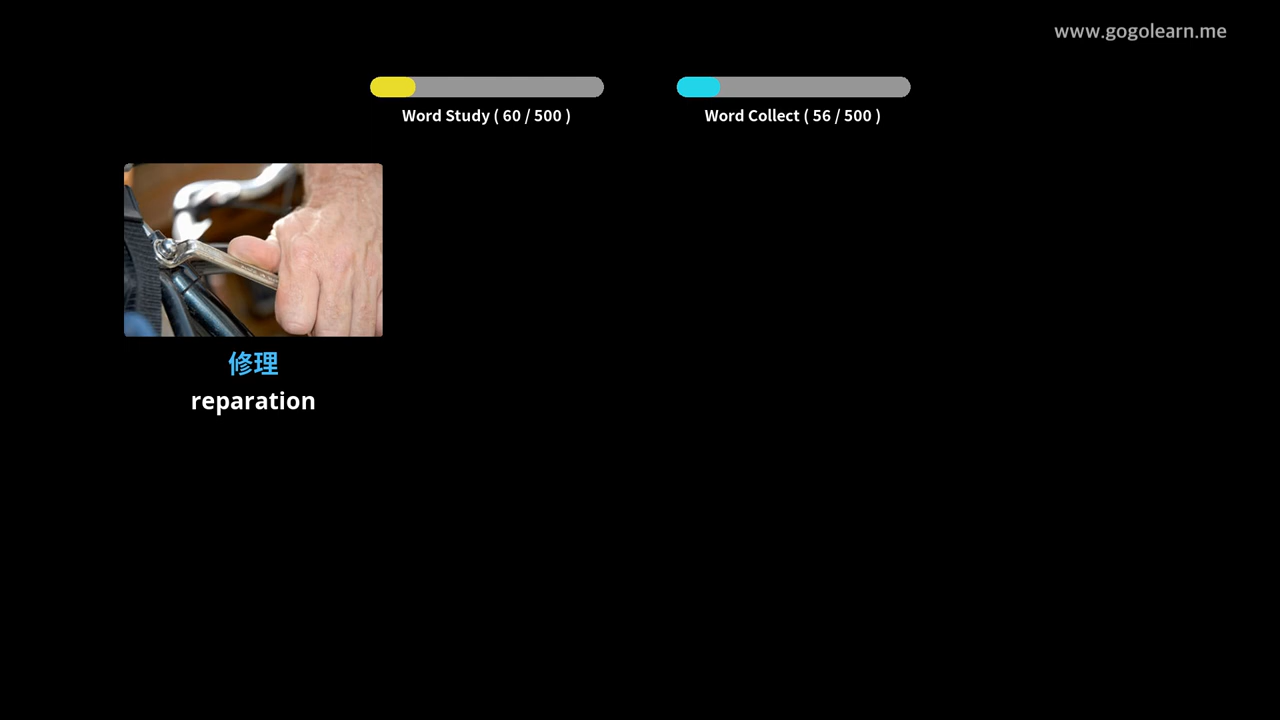 www.gogolearn.me
Word Study ( 60 / 500 )
Word Collect ( 56 / 500 )
修理
reparation